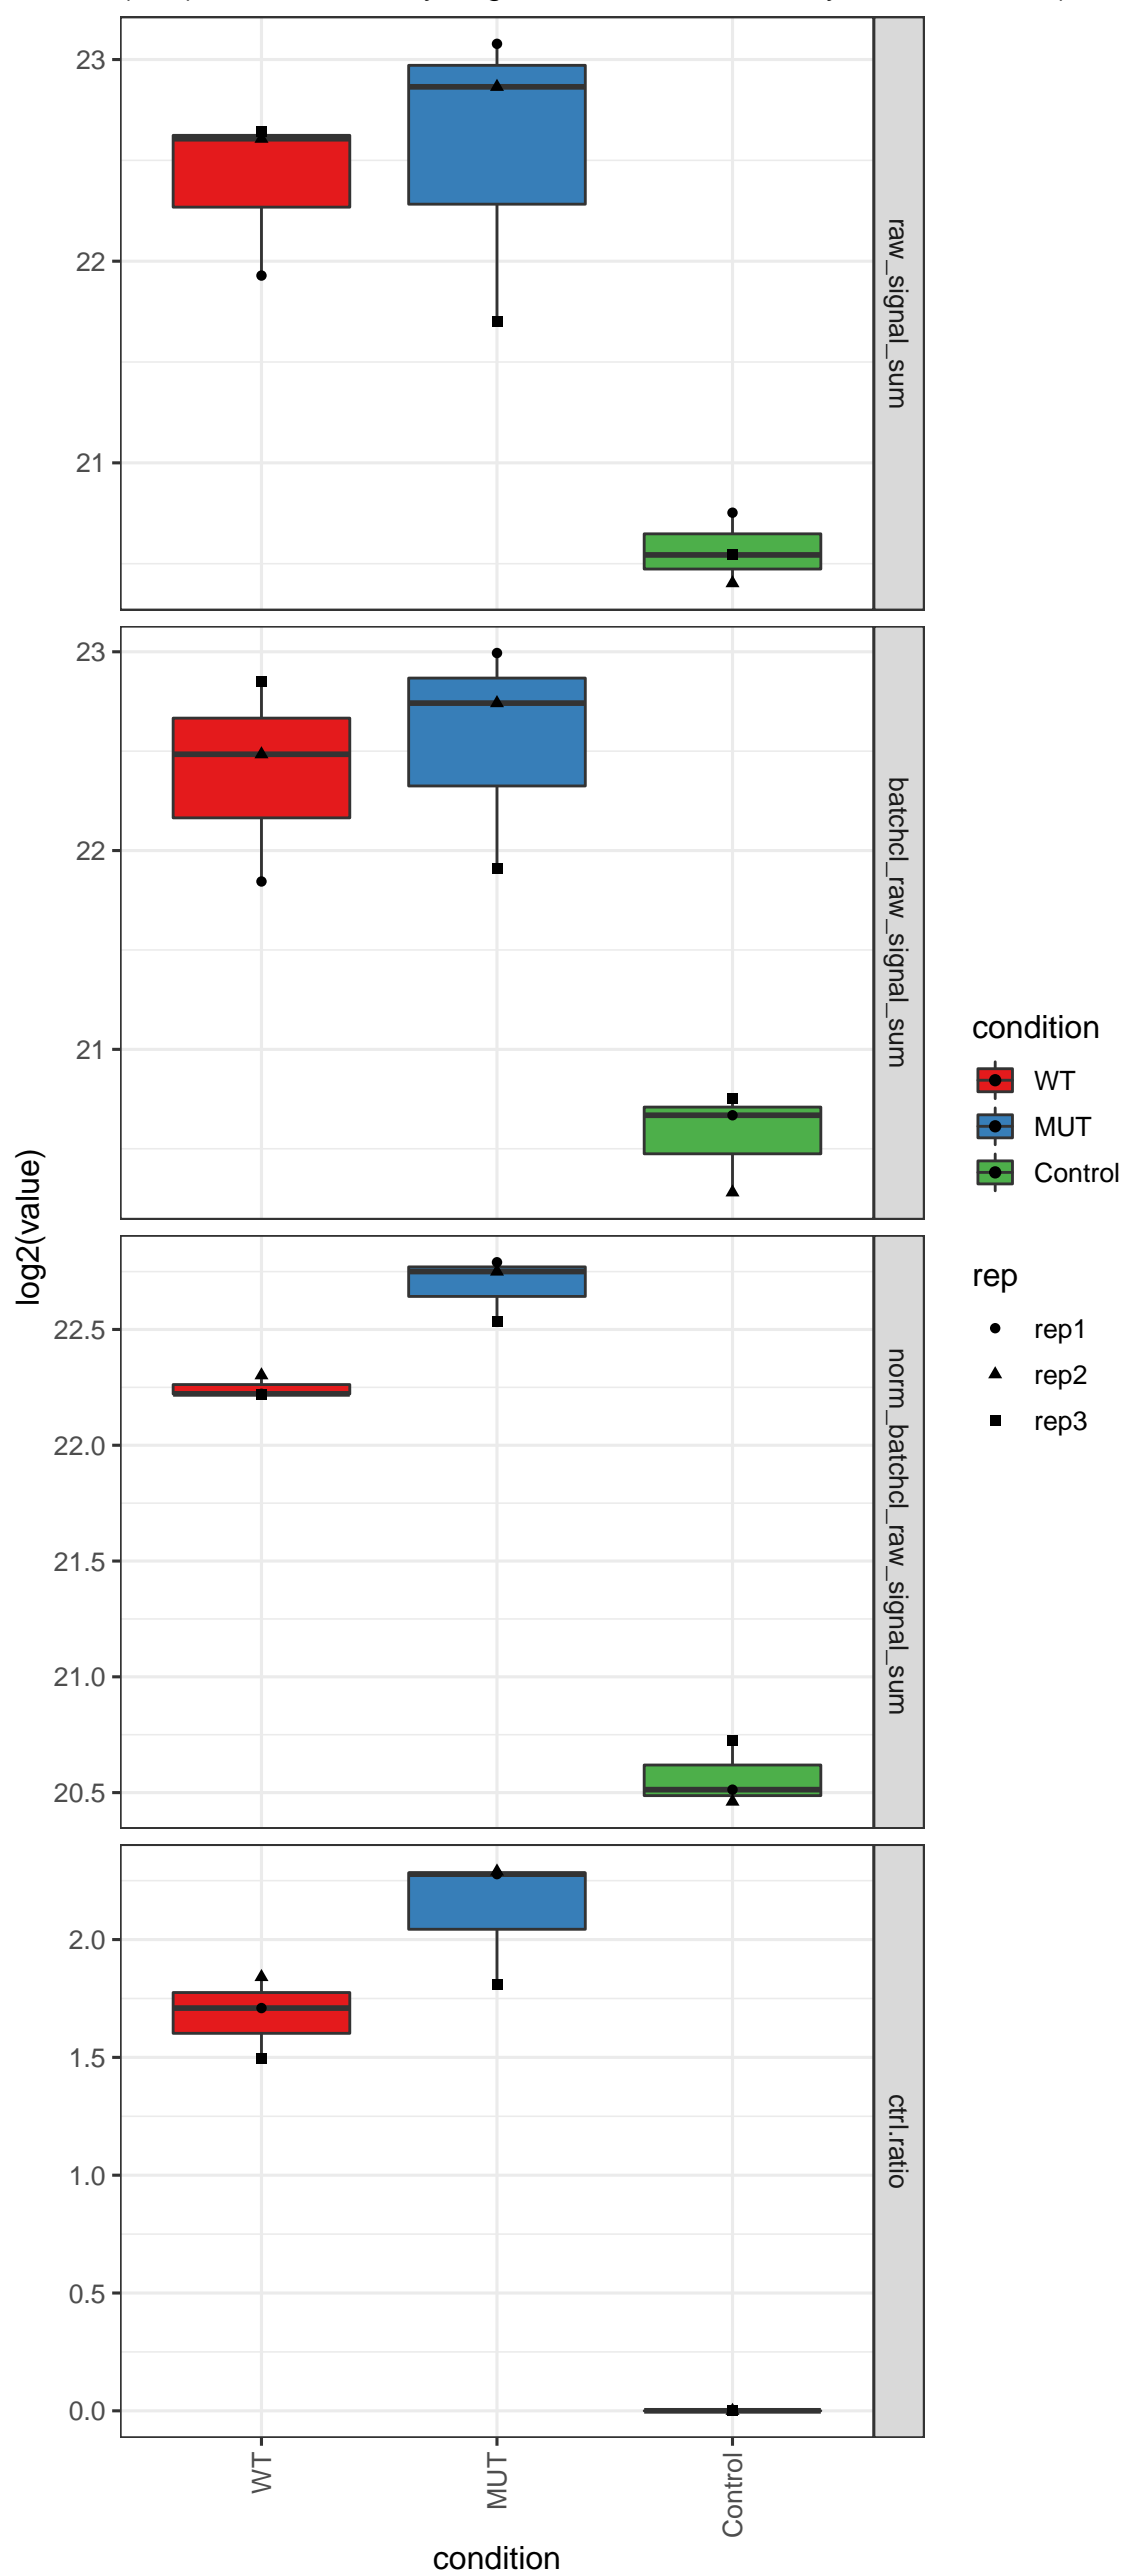 23
22
21
raw_signal_sum
23
22
21
batchcl_raw_signal_sum
22.5
22.0
21.5
21.0
20.5
norm_batchcl_raw_signal_sum
2.0
1.5
1.0
0.5
0.0
ctrl.ratio
WT
MUT
Control
condition
log2(value)
condition
WT
MUT
Control
rep
rep1
rep2
rep3